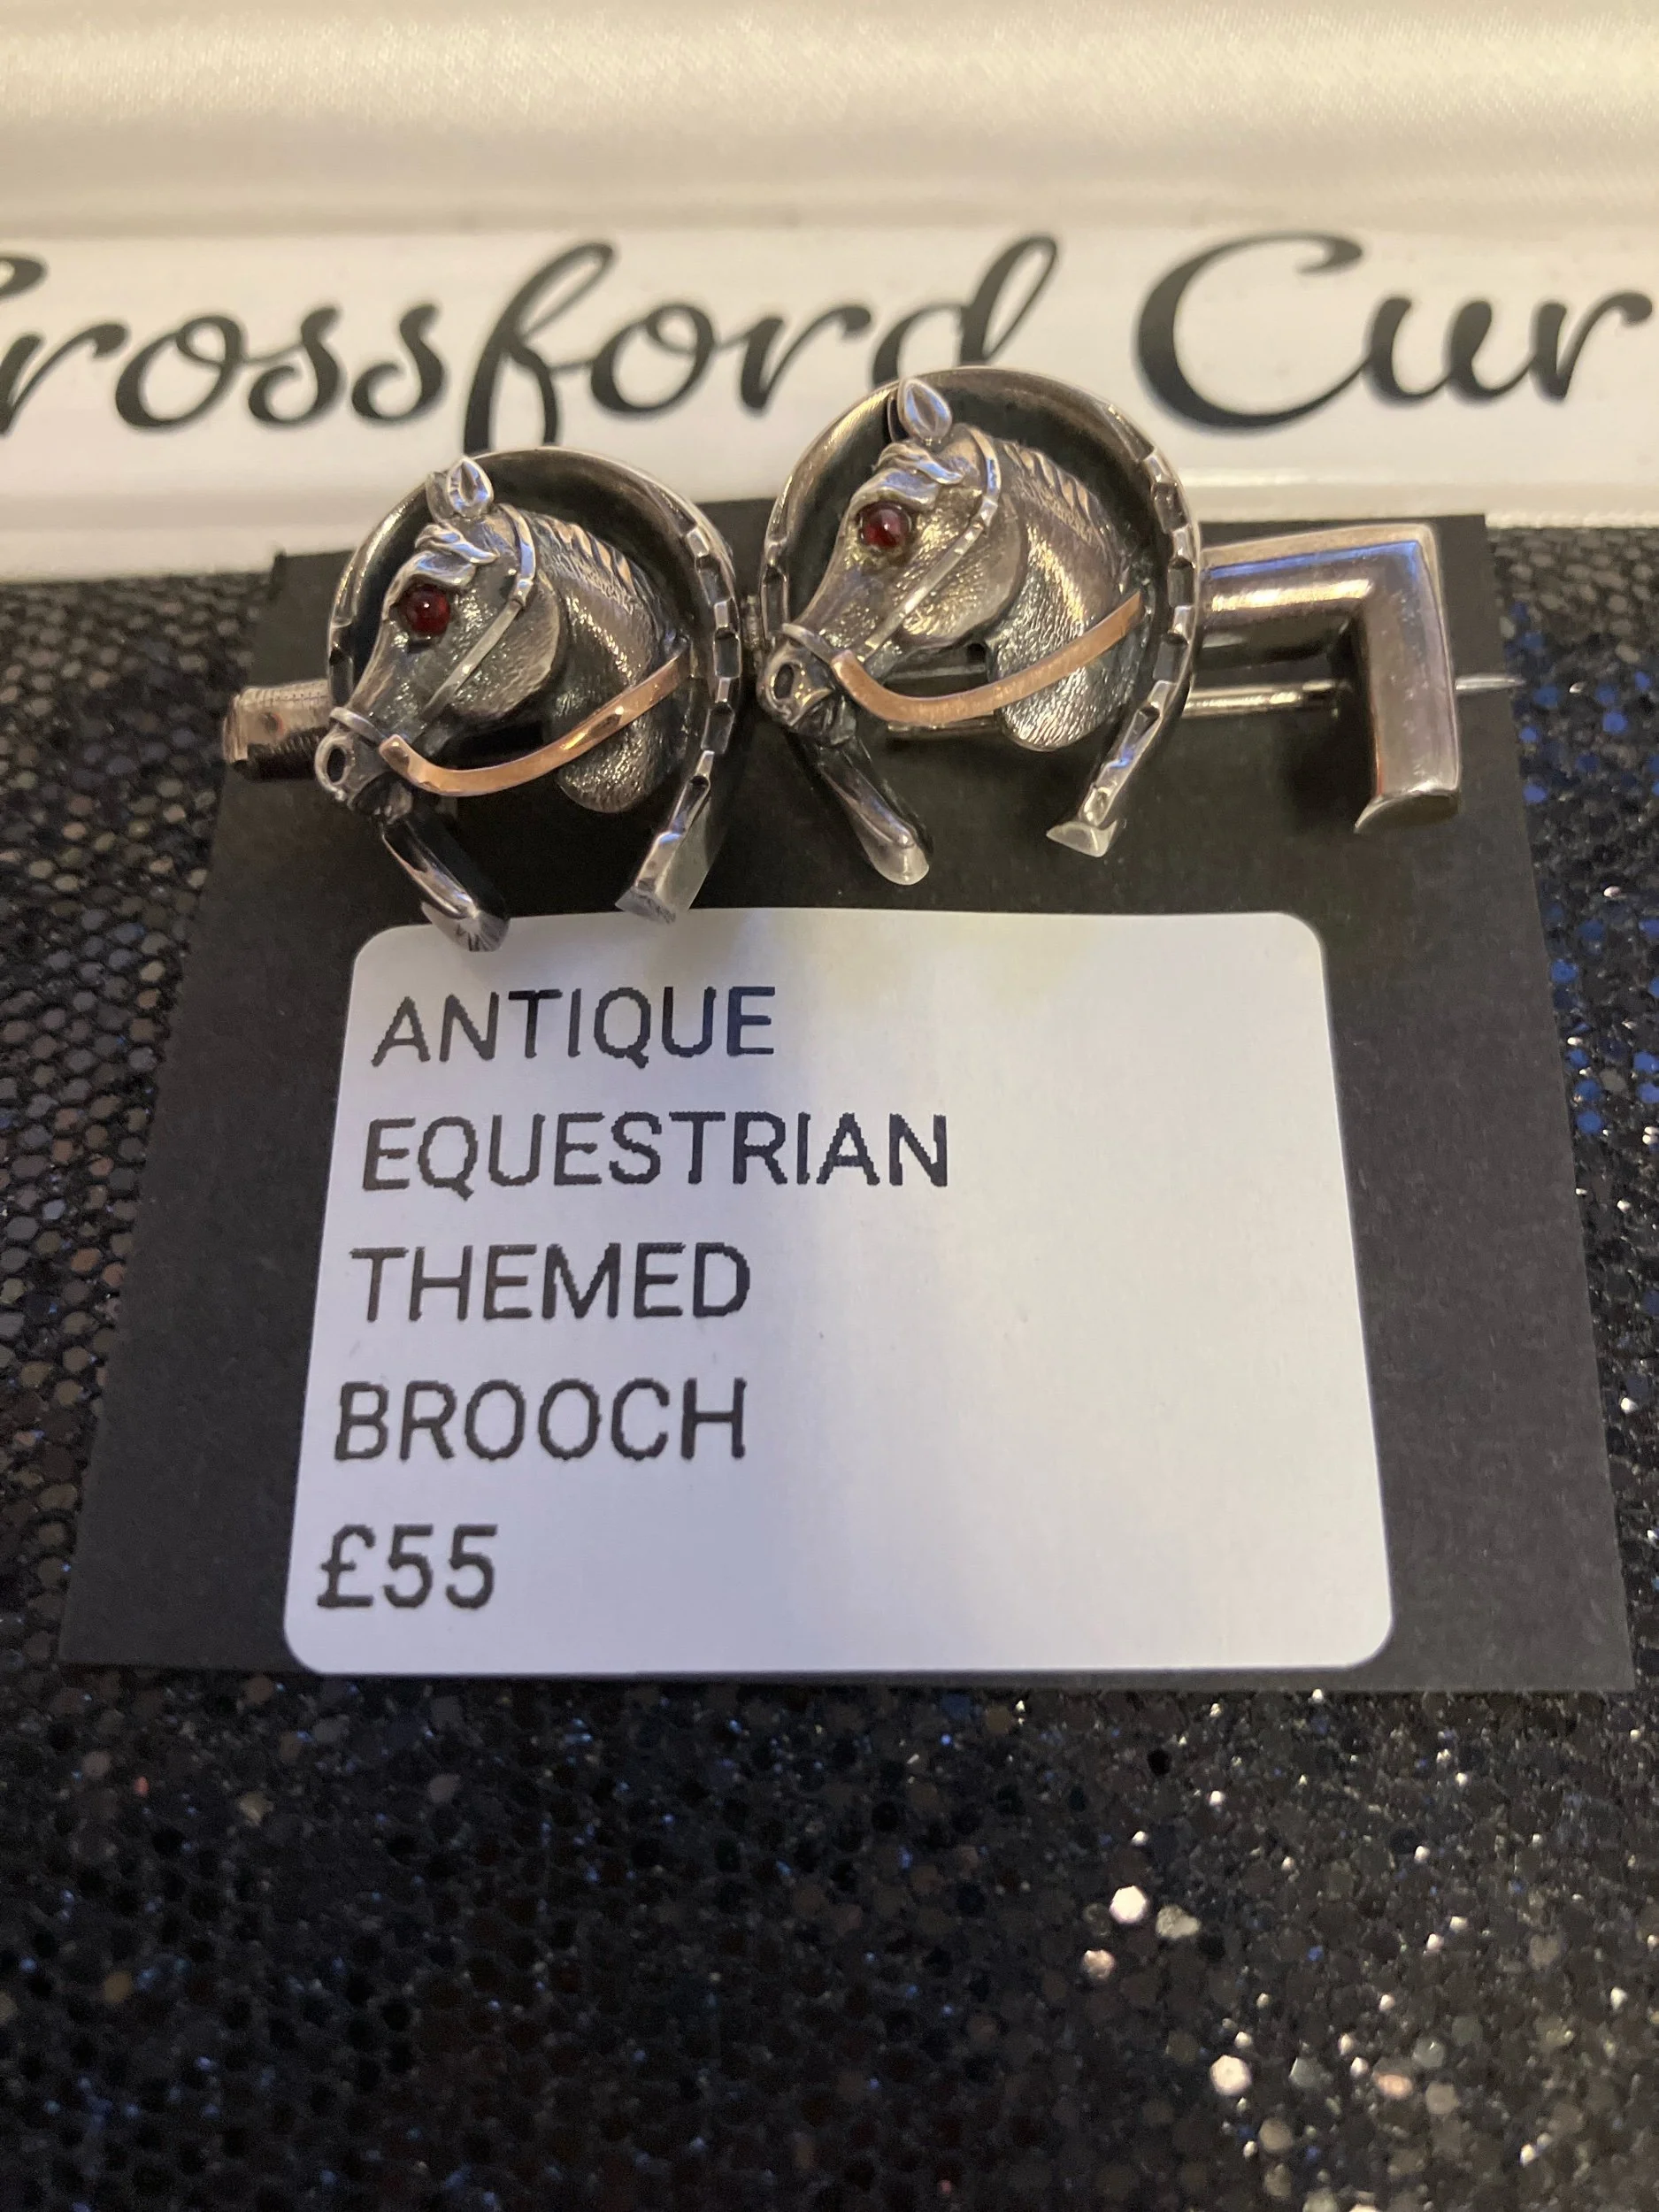 rossford Cur
ANTIQUE
EQUESTRIAN
THEMED
BROOCH
£55